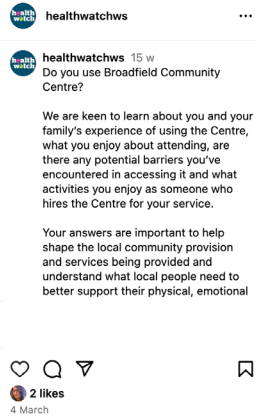 health
watch
healthwatchws
health
watch
healthwatchws 15 w
Do you use Broadfield Community
Centre?
We are keen to learn about you and your
family's experience of using the Centre,
what you enjoy about attending, are
there any potential barriers you've
encountered in accessing it and what
activities you enjoy as someone who
hires the Centre for your service.
Your answers are important to help
shape the local community provision
and services being provided and
understand what local people need to
better support their physical, emotional
2 likes
4 March